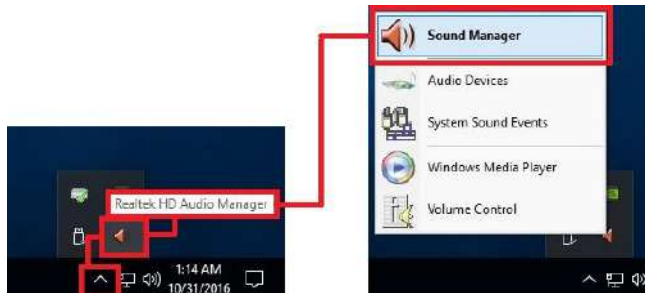 Realtek HD Audio Manager
1:14 AM
10/31/2016
Sound Manager
Audio Devices
System Sound Events
Windows Media Player
Volume Control